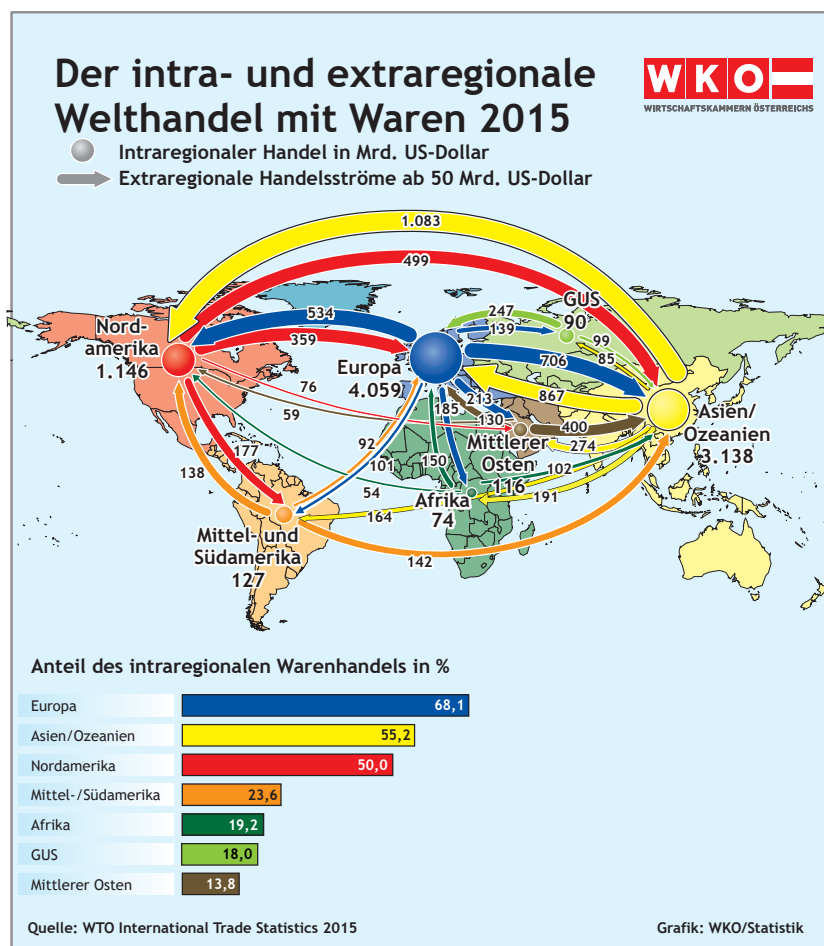 Der intra- und extraregionale
Welthandel mit Waren 2015
WKO
WIRTSCHAFTSKAMMERN ÖSTERREICHS
Intraregionaler Handel in Mrd. US-Dollar
Extraregionale Handelsströme ab 50 Mrd. US-Dollar
1.083
499
GUS
90
247
139
99
85
534
359
Nord-
amerika
1.146
Europa
4.059
706
867
76
59
213
130
185
400
274
Mittlerer
Osten
116
Asien/
Ozeanien
3.138
92
101
54
150
102
191
177
138
164
Afrika
74
142
Mittel- und
Südamerika
127
Anteil des intraregionalen Warenhandels in %
Europa 68,1
Asien/Ozeanien 55,2
Nordamerika 50,0
Mittel-/Südamerika 23,6
Afrika 19,2
GUS 18,0
Mittlerer Osten 13,8
Quelle: WTO International Trade Statistics 2015
Grafik: WKO/Statistik